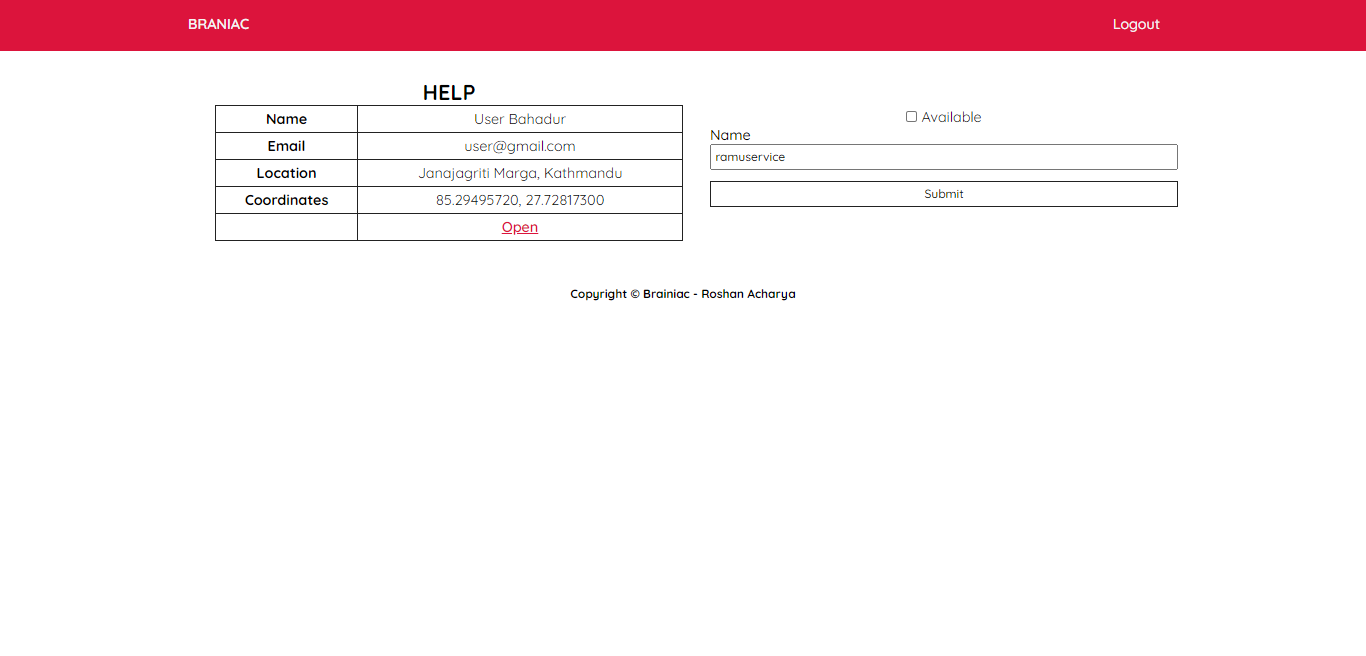 BRANIAC Logout
HELP
Name User Bahadur
Email user@gmail.com
Location Janajagriti Marga, Kathmandu
Coordinates 85.29495720, 27.72817300
Open
Available
Name
ramuservice
Submit
Copyright © Brainiac - Roshan Acharya